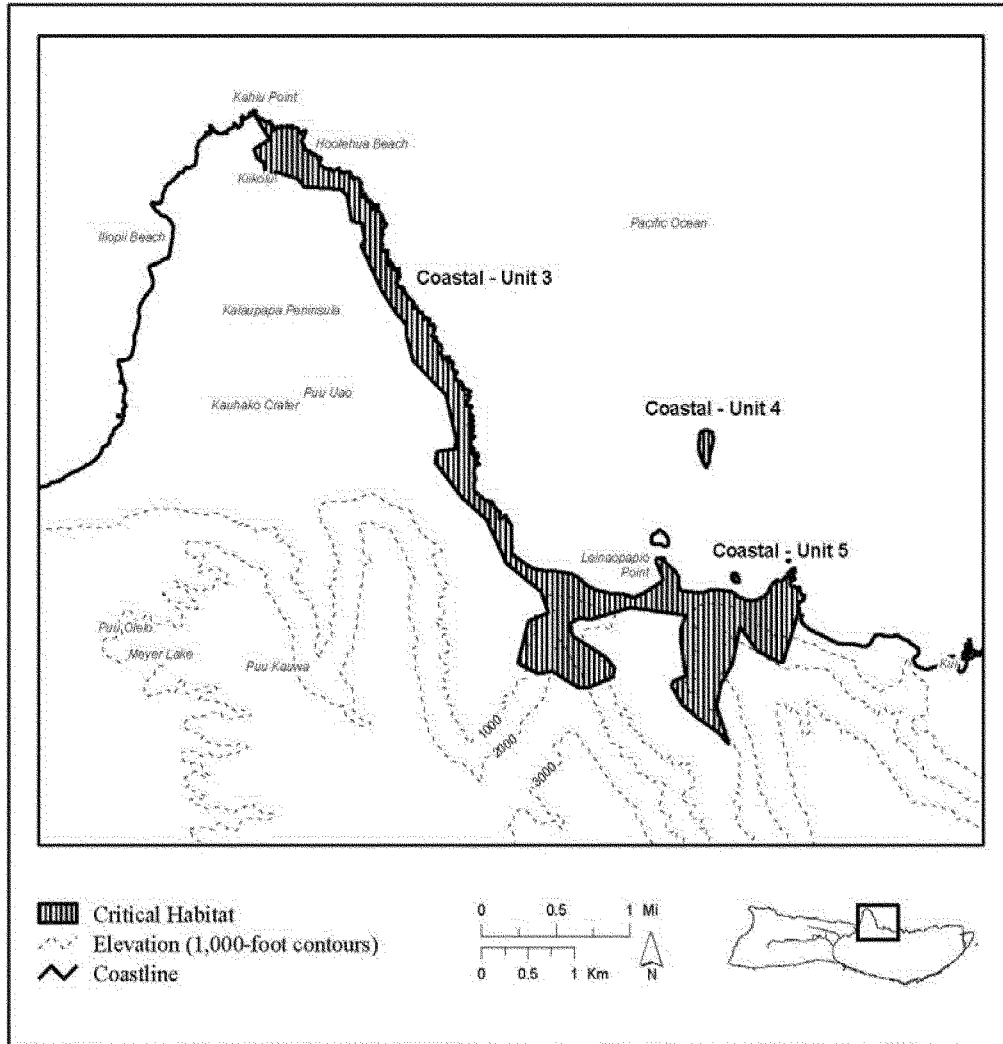 Kahiu Point
Hoolehua Beach
Kiikolu
Iliopii Beach
Pacific Ocean
Coastal - Unit 3
Kalaupapa Peninsula
Puu Uao
Kauhako Crater
Coastal - Unit 4
Coastal - Unit 5
Leinaopapio
Point
Puu Olelo
Meyer Lake
Puu Kauwa
1000
2000
3000
Critical Habitat
Elevation (1,000-foot contours)
Coastline
0 0.5 1 Mi
0 0.5 1 Km
N